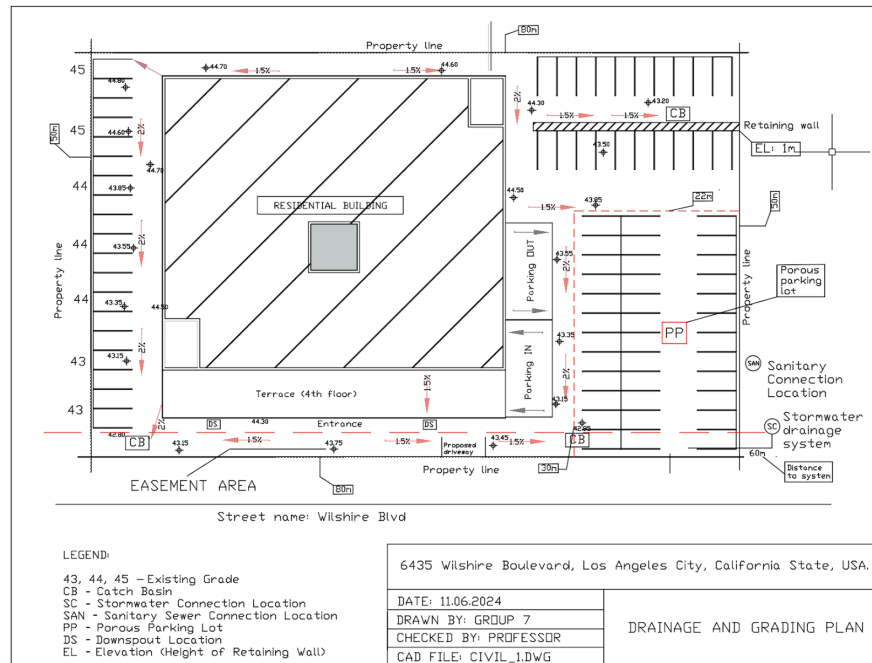 80m
Property line
45
44.80
44.70
1.5%
1.5%
44.60
44.30
2%
1.5%
1.5%
43.20
CB
Retaining wall
EL: 1m
50m
45
44.60
2%
44.70
43.50
44
43.85
44.50
1.5%
43.85
22m
50m
RESIDENTIAL BUILDING
44
43.55
2%
Parking OUT
43.55
2%
Property line
Property line
Porous
parking
lot
44
43.35
44.50
Parking IN
43.35
PP
43
43.15
2%
2%
43.15
SAN
Sanitary
Connection
Location
43
Terrace (4th floor)
1.5%
42.80
CB
2%
DS
44.30
Entrance
DS
42.85
CB
SC
Stormwater
drainage
system
43.15
1.5%
43.75
1.5%
Proposed
driveway
43.45
1.5%
60m
Distance
to system
EASEMENT AREA
80m
Property line
30m
Street name: Wilshire Blvd
LEGEND:
43, 44, 45 - Existing Grade
CB - Catch Basin
SC - Stormwater Connection Location
SAN - Sanitary Sewer Connection Location
PP - Porous Parking Lot
DS - Downspout Location
EL - Elevation (Height of Retaining Wall)
6435 Wilshire Boulevard, Los Angeles City, California State, USA.
DATE: 11.06.2024
DRAWN BY: GROUP 7
CHECKED BY: PROFESSOR
CAD FILE: CIVIL_1.DWG
DRAINAGE AND GRADING PLAN